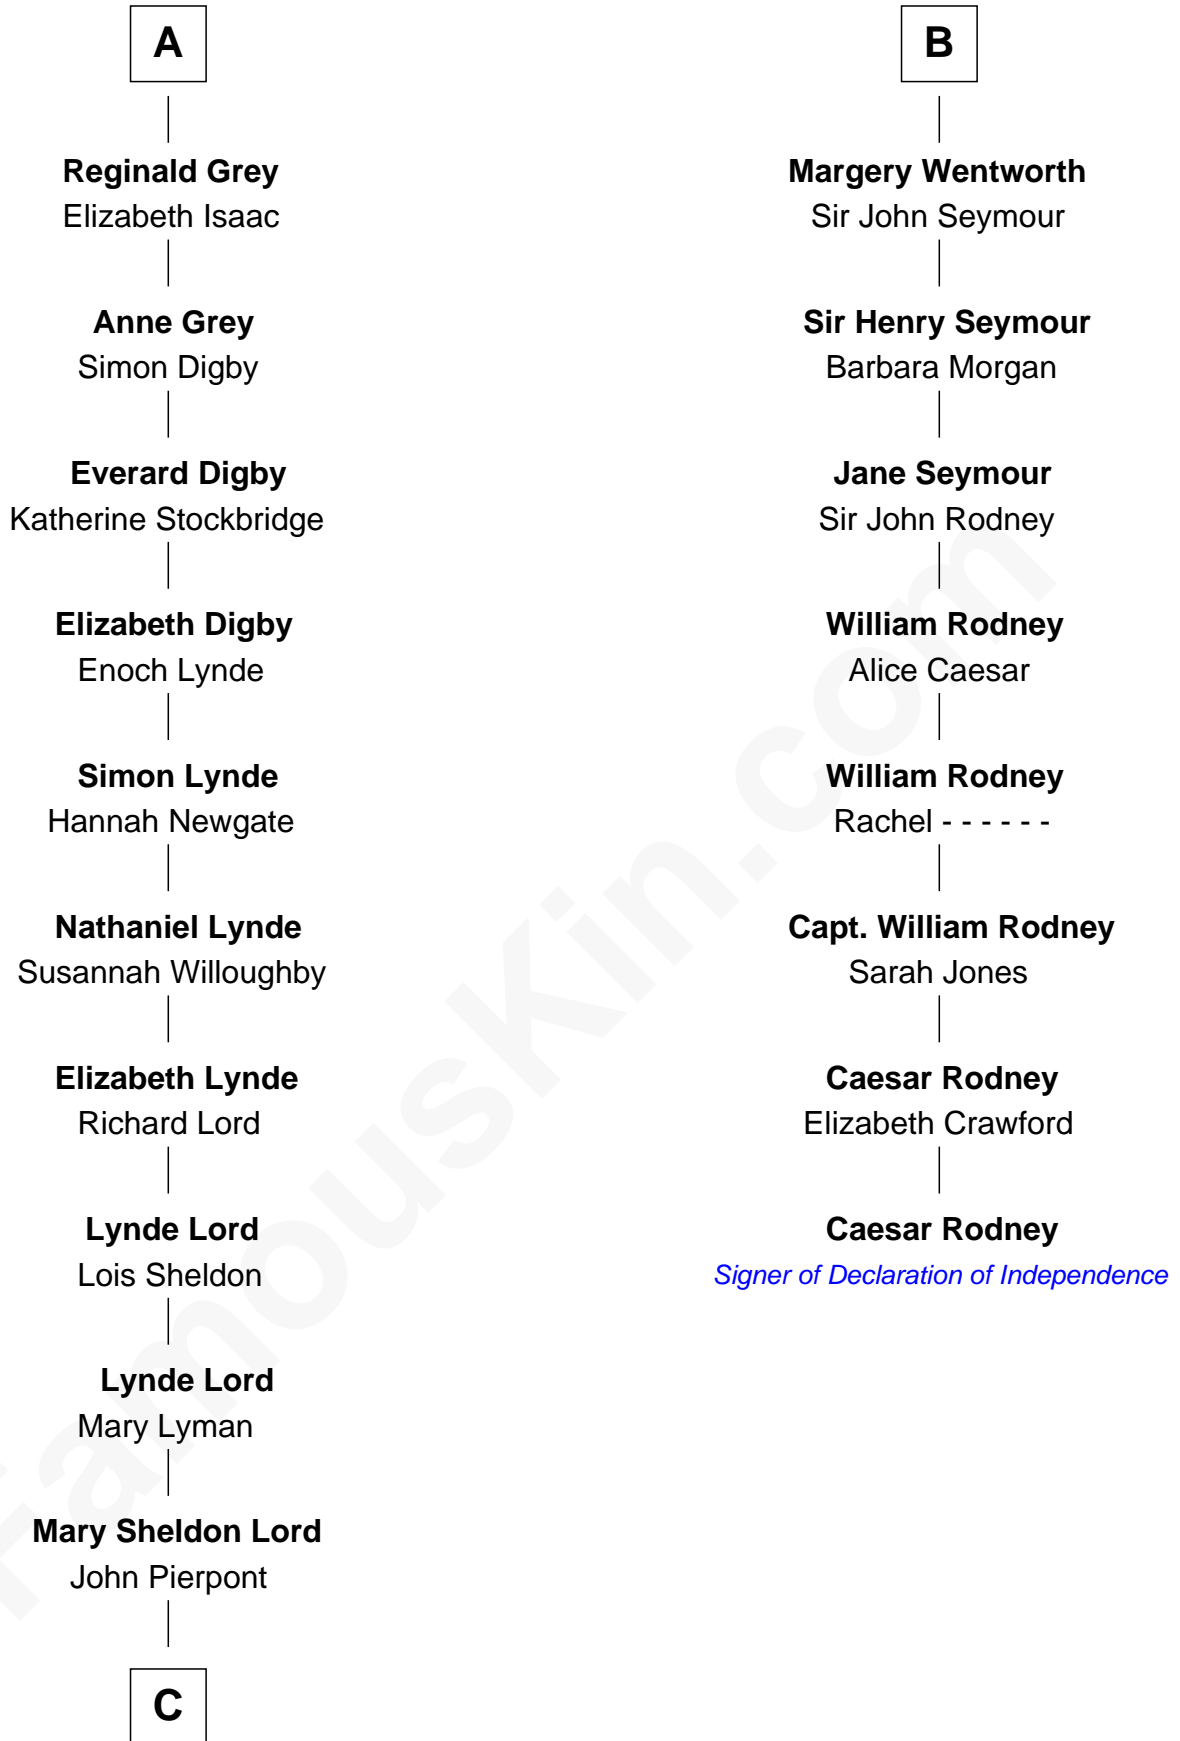 A
Reginald Grey
Elizabeth Isaac
Anne Grey
Simon Digby
Everard Digby
Katherine Stockbridge
Elizabeth Digby
Enoch Lynde
Simon Lynde
Hannah Newgate
Nathaniel Lynde
Susannah Willoughby
Elizabeth Lynde
Richard Lord
Lynde Lord
Lois Sheldon
Lynde Lord
Mary Lyman
Mary Sheldon Lord
John Pierpont
C
B
Margery Wentworth
Sir John Seymour
Sir Henry Seymour
Barbara Morgan
Jane Seymour
Sir John Rodney
William Rodney
Alice Caesar
William Rodney
Rachel - - - - - -
Capt. William Rodney
Sarah Jones
Caesar Rodney
Elizabeth Crawford
Caesar Rodney
Signer of Declaration of Independence
FamousKin.com